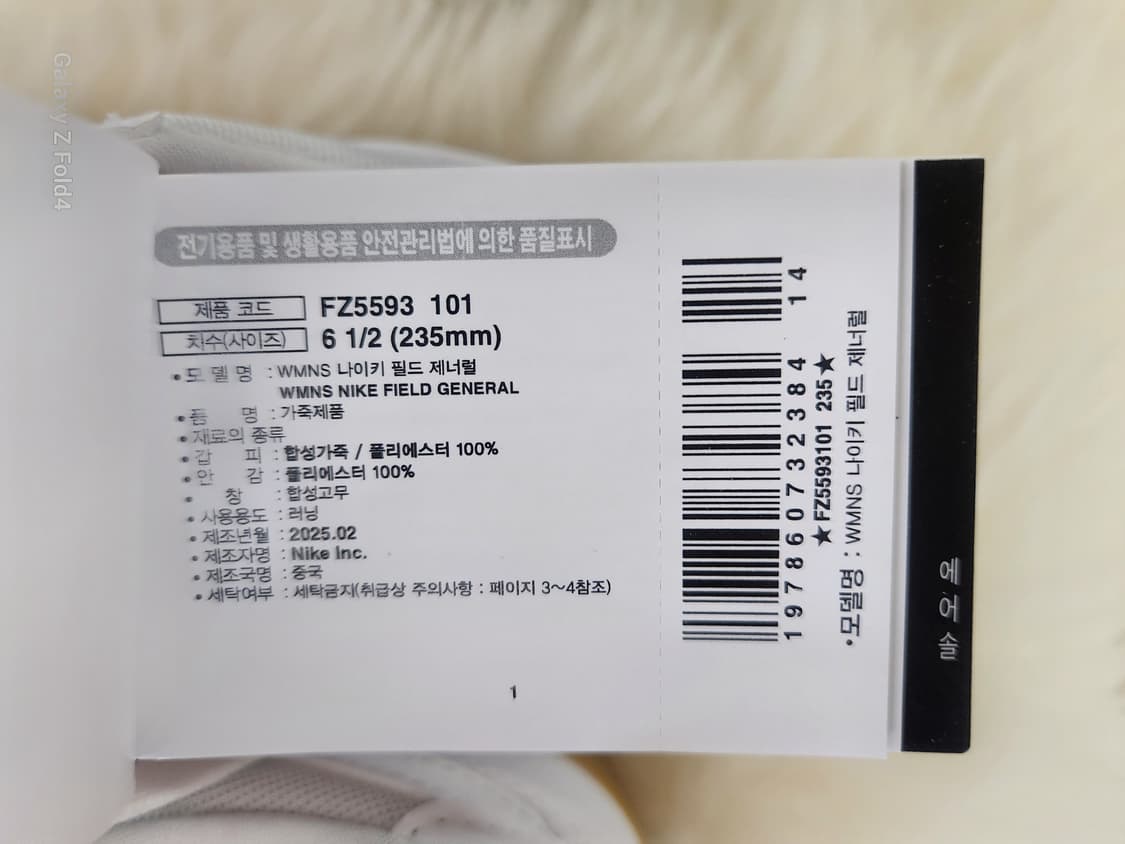 Galaxy Z Fold4
전기용품 및 생활용품 안전관리법에 의한 품질표시
제품 코드 FZ5593 101
치수(사이즈) 6 1/2 (235mm)
•모 델 명 : WMNS 나이키 필드 제너럴
WMNS NIKE FIELD GENERAL
•품 명 : 가죽제품
•재료의 종류
•갑 피 : 합성가죽 / 폴리에스터 100%
•안 감 : 폴리에스터 100%
• 창 : 합성고무
•사용용도 : 러닝
•제조년월 : 2025.02
•제조자명 : Nike Inc.
•제조국명 : 중국
•세탁여부 : 세탁금지(취급상 주의사항 : 페이지 3~4참조)
1
197860732384 14
★FZ5593101 235★
•모델명 : WMNS 나이키 필드 제너럴
에 어 솔